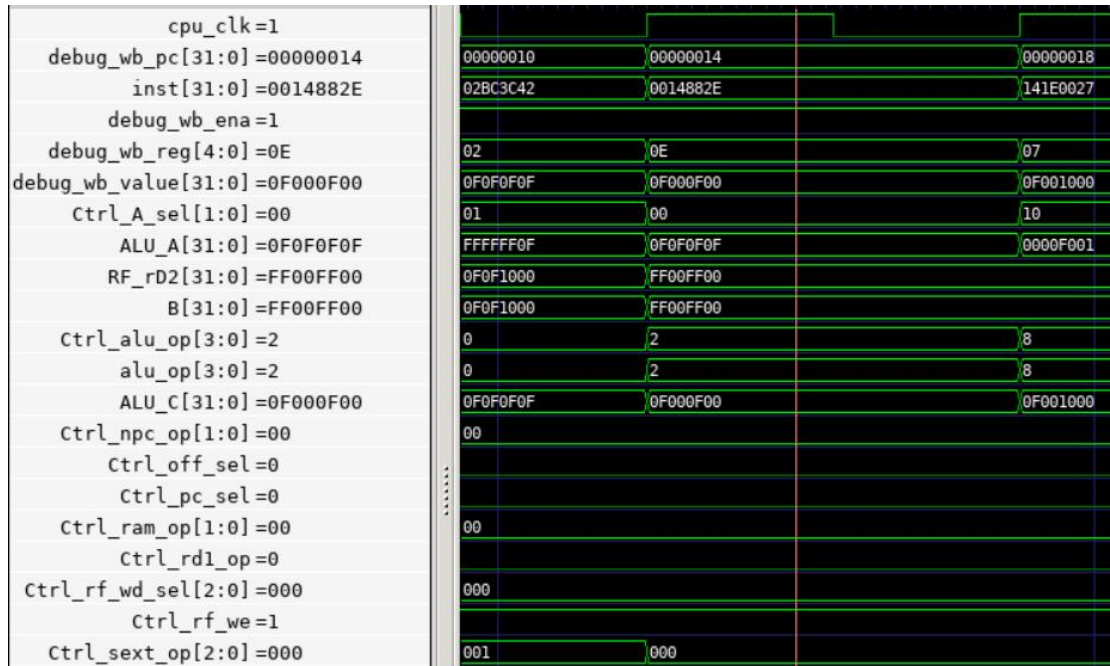 cpu_clk=1
debug_wb_pc[31:0]=00000014 00000010 00000014 00000018
inst[31:0]=0014882E 02BC3C42 0014882E 141E0027
debug_wb_ena=1
debug_wb_reg[4:0]=0E 02 0E 07
debug_wb_value[31:0]=0F000F00 0F0F0F0F 0F000F00 0F001000
Ctrl_A_sel[1:0]=00 01 00 10
ALU_A[31:0]=0F0F0F0F FFFFFF0F 0F0F0F0F 0000F001
RF_rD2[31:0]=FF00FF00 0F0F1000 FF00FF00
B[31:0]=FF00FF00 0F0F1000 FF00FF00
Ctrl_alu_op[3:0]=2 0 2 8
alu_op[3:0]=2 0 2 8
ALU_C[31:0]=0F000F00 0F0F0F0F 0F000F00 0F001000
Ctrl_npc_op[1:0]=00 00
Ctrl_off_sel=0
Ctrl_pc_sel=0
Ctrl_ram_op[1:0]=00 00
Ctrl_rd1_op=0
Ctrl_rf_wd_sel[2:0]=000 000
Ctrl_rf_we=1
Ctrl_sext_op[2:0]=000 001 000